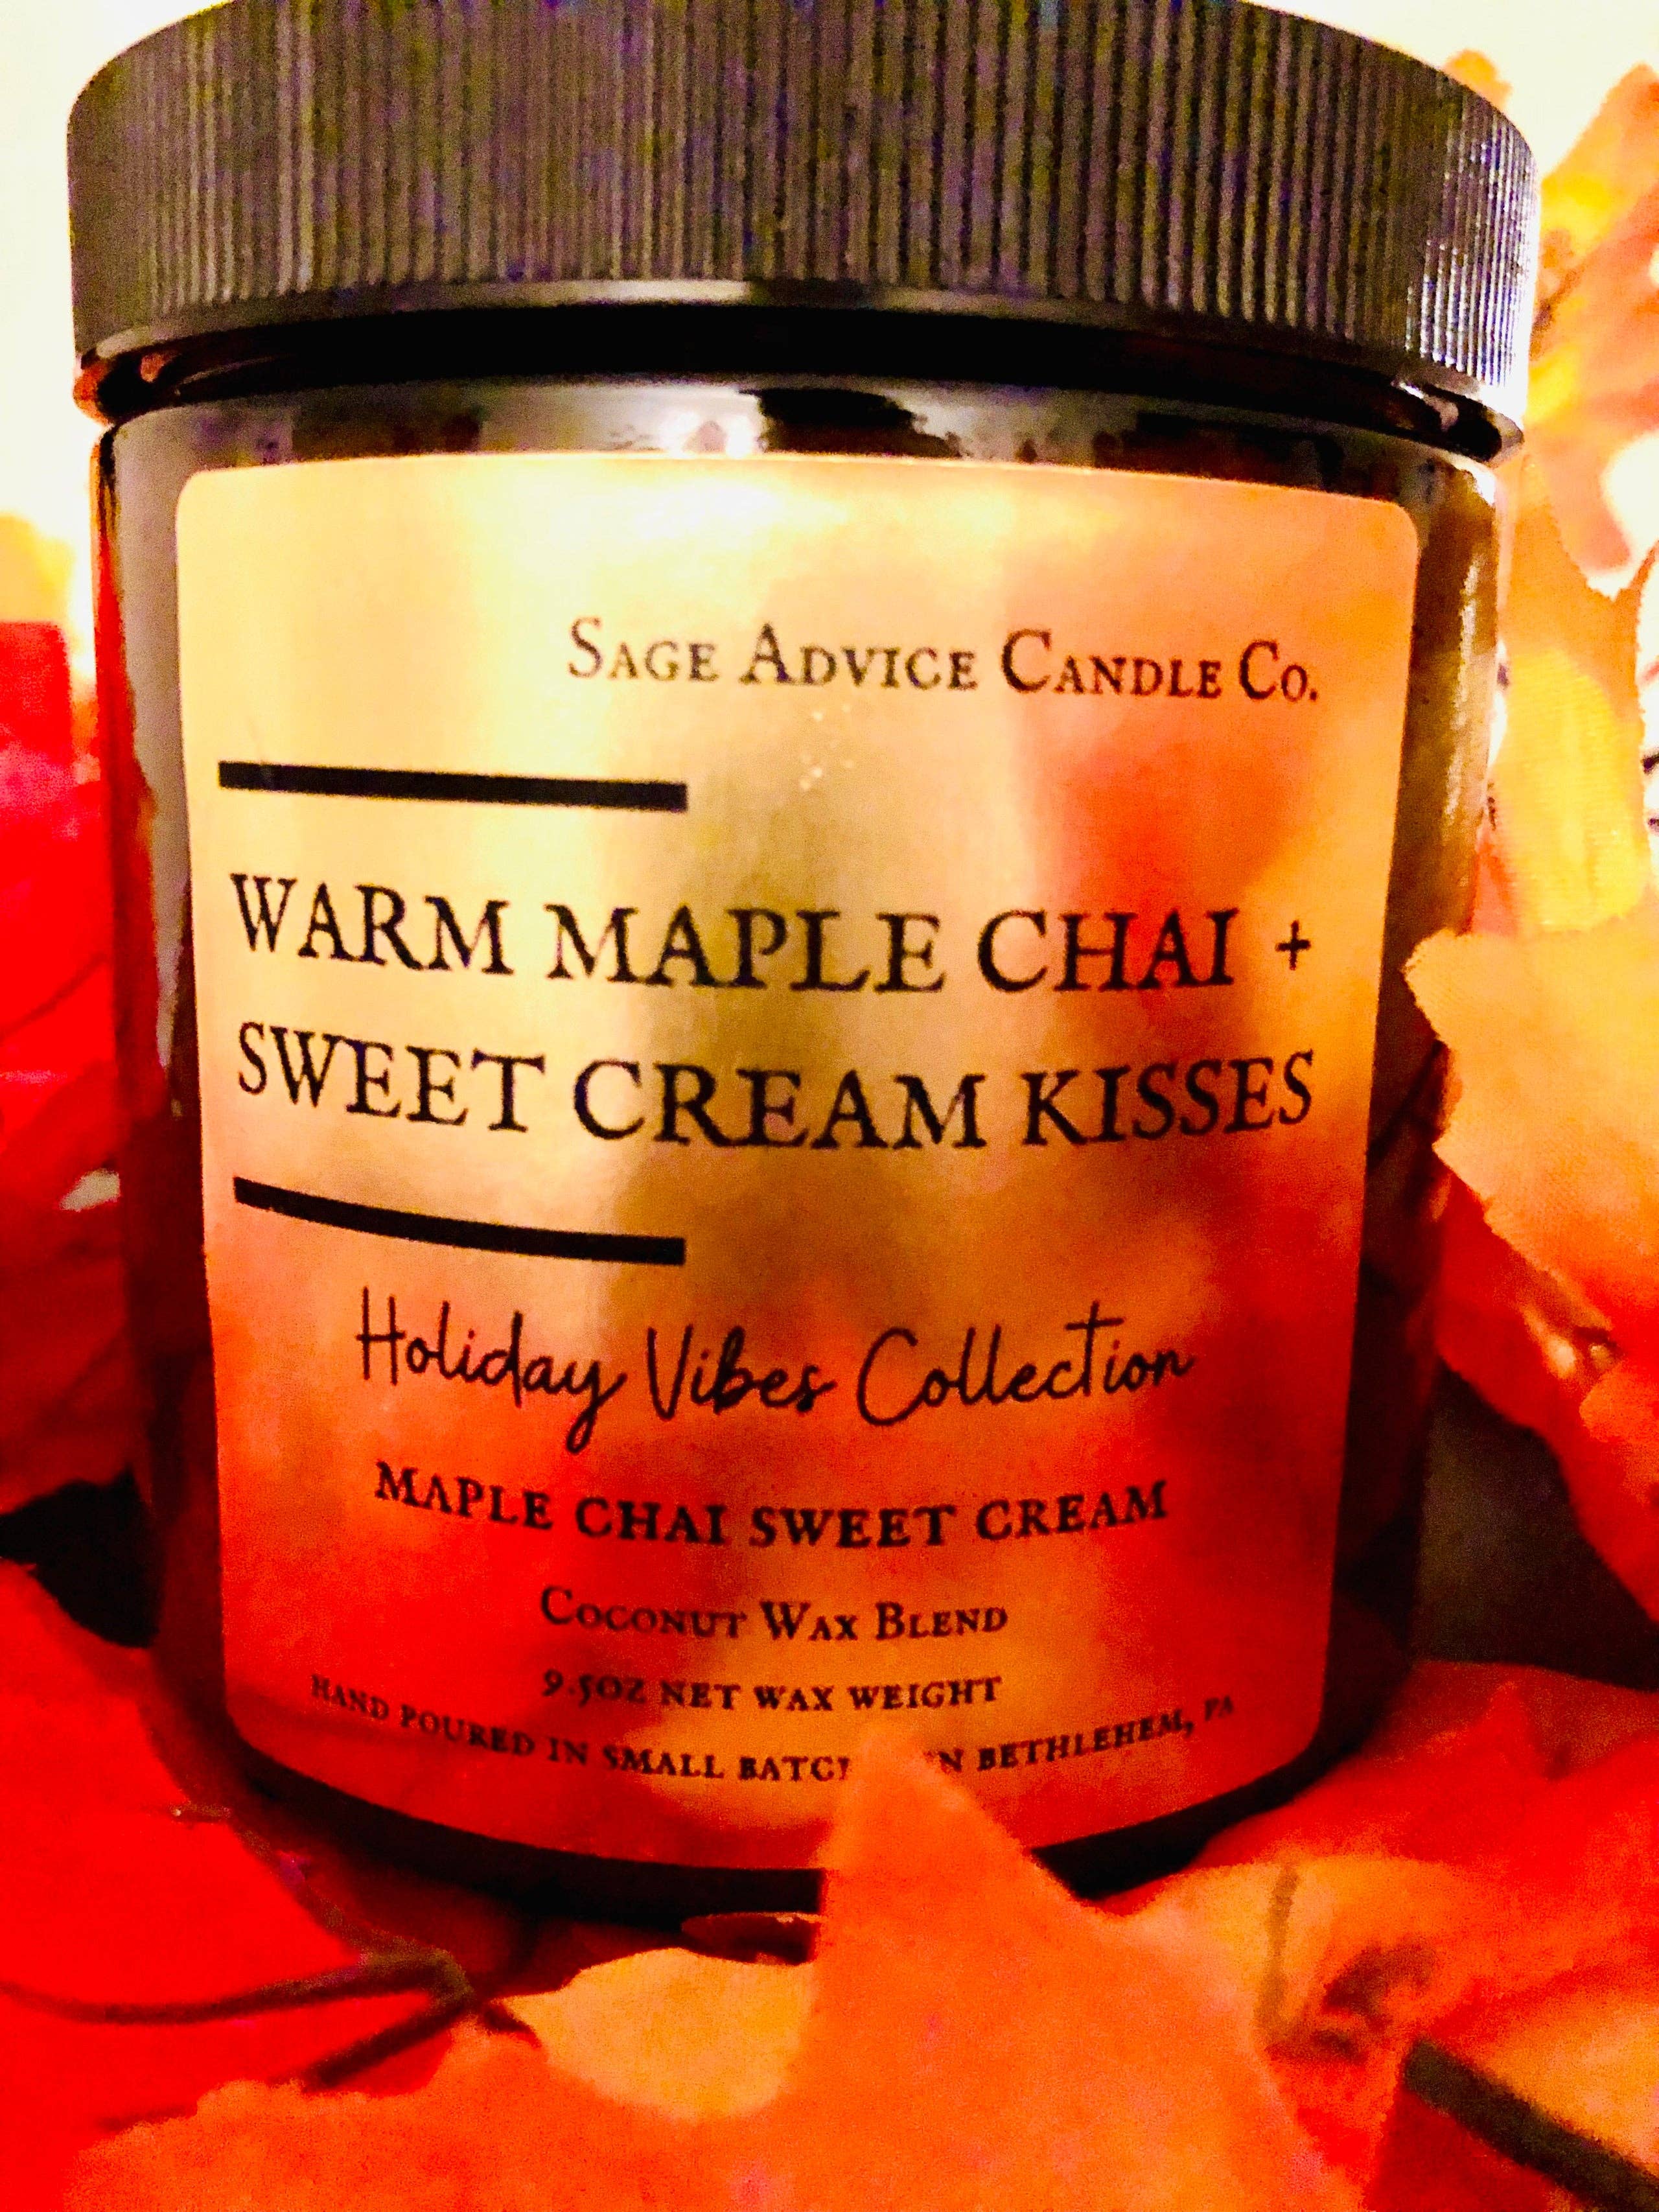 Sage Advice Candle Co.
WARM MAPLE CHAI +
SWEET CREAM KISSES
Holiday Vibes Collection
MAPLE CHAI SWEET CREAM
Coconut Wax Blend
9.5OZ NET WAX WEIGHT
HAND POURED IN SMALL BETHLEHEM, PA